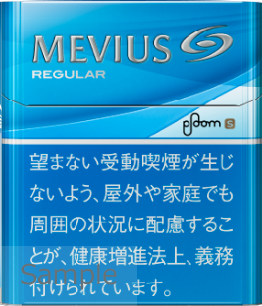 MEVIUS
REGULAR
Ploom S
望まない受動喫煙が生じ
ないよう、屋外や家庭でも
周囲の状況に配慮するこ
とが、健康増進法上、義務
付けられています。
Sample